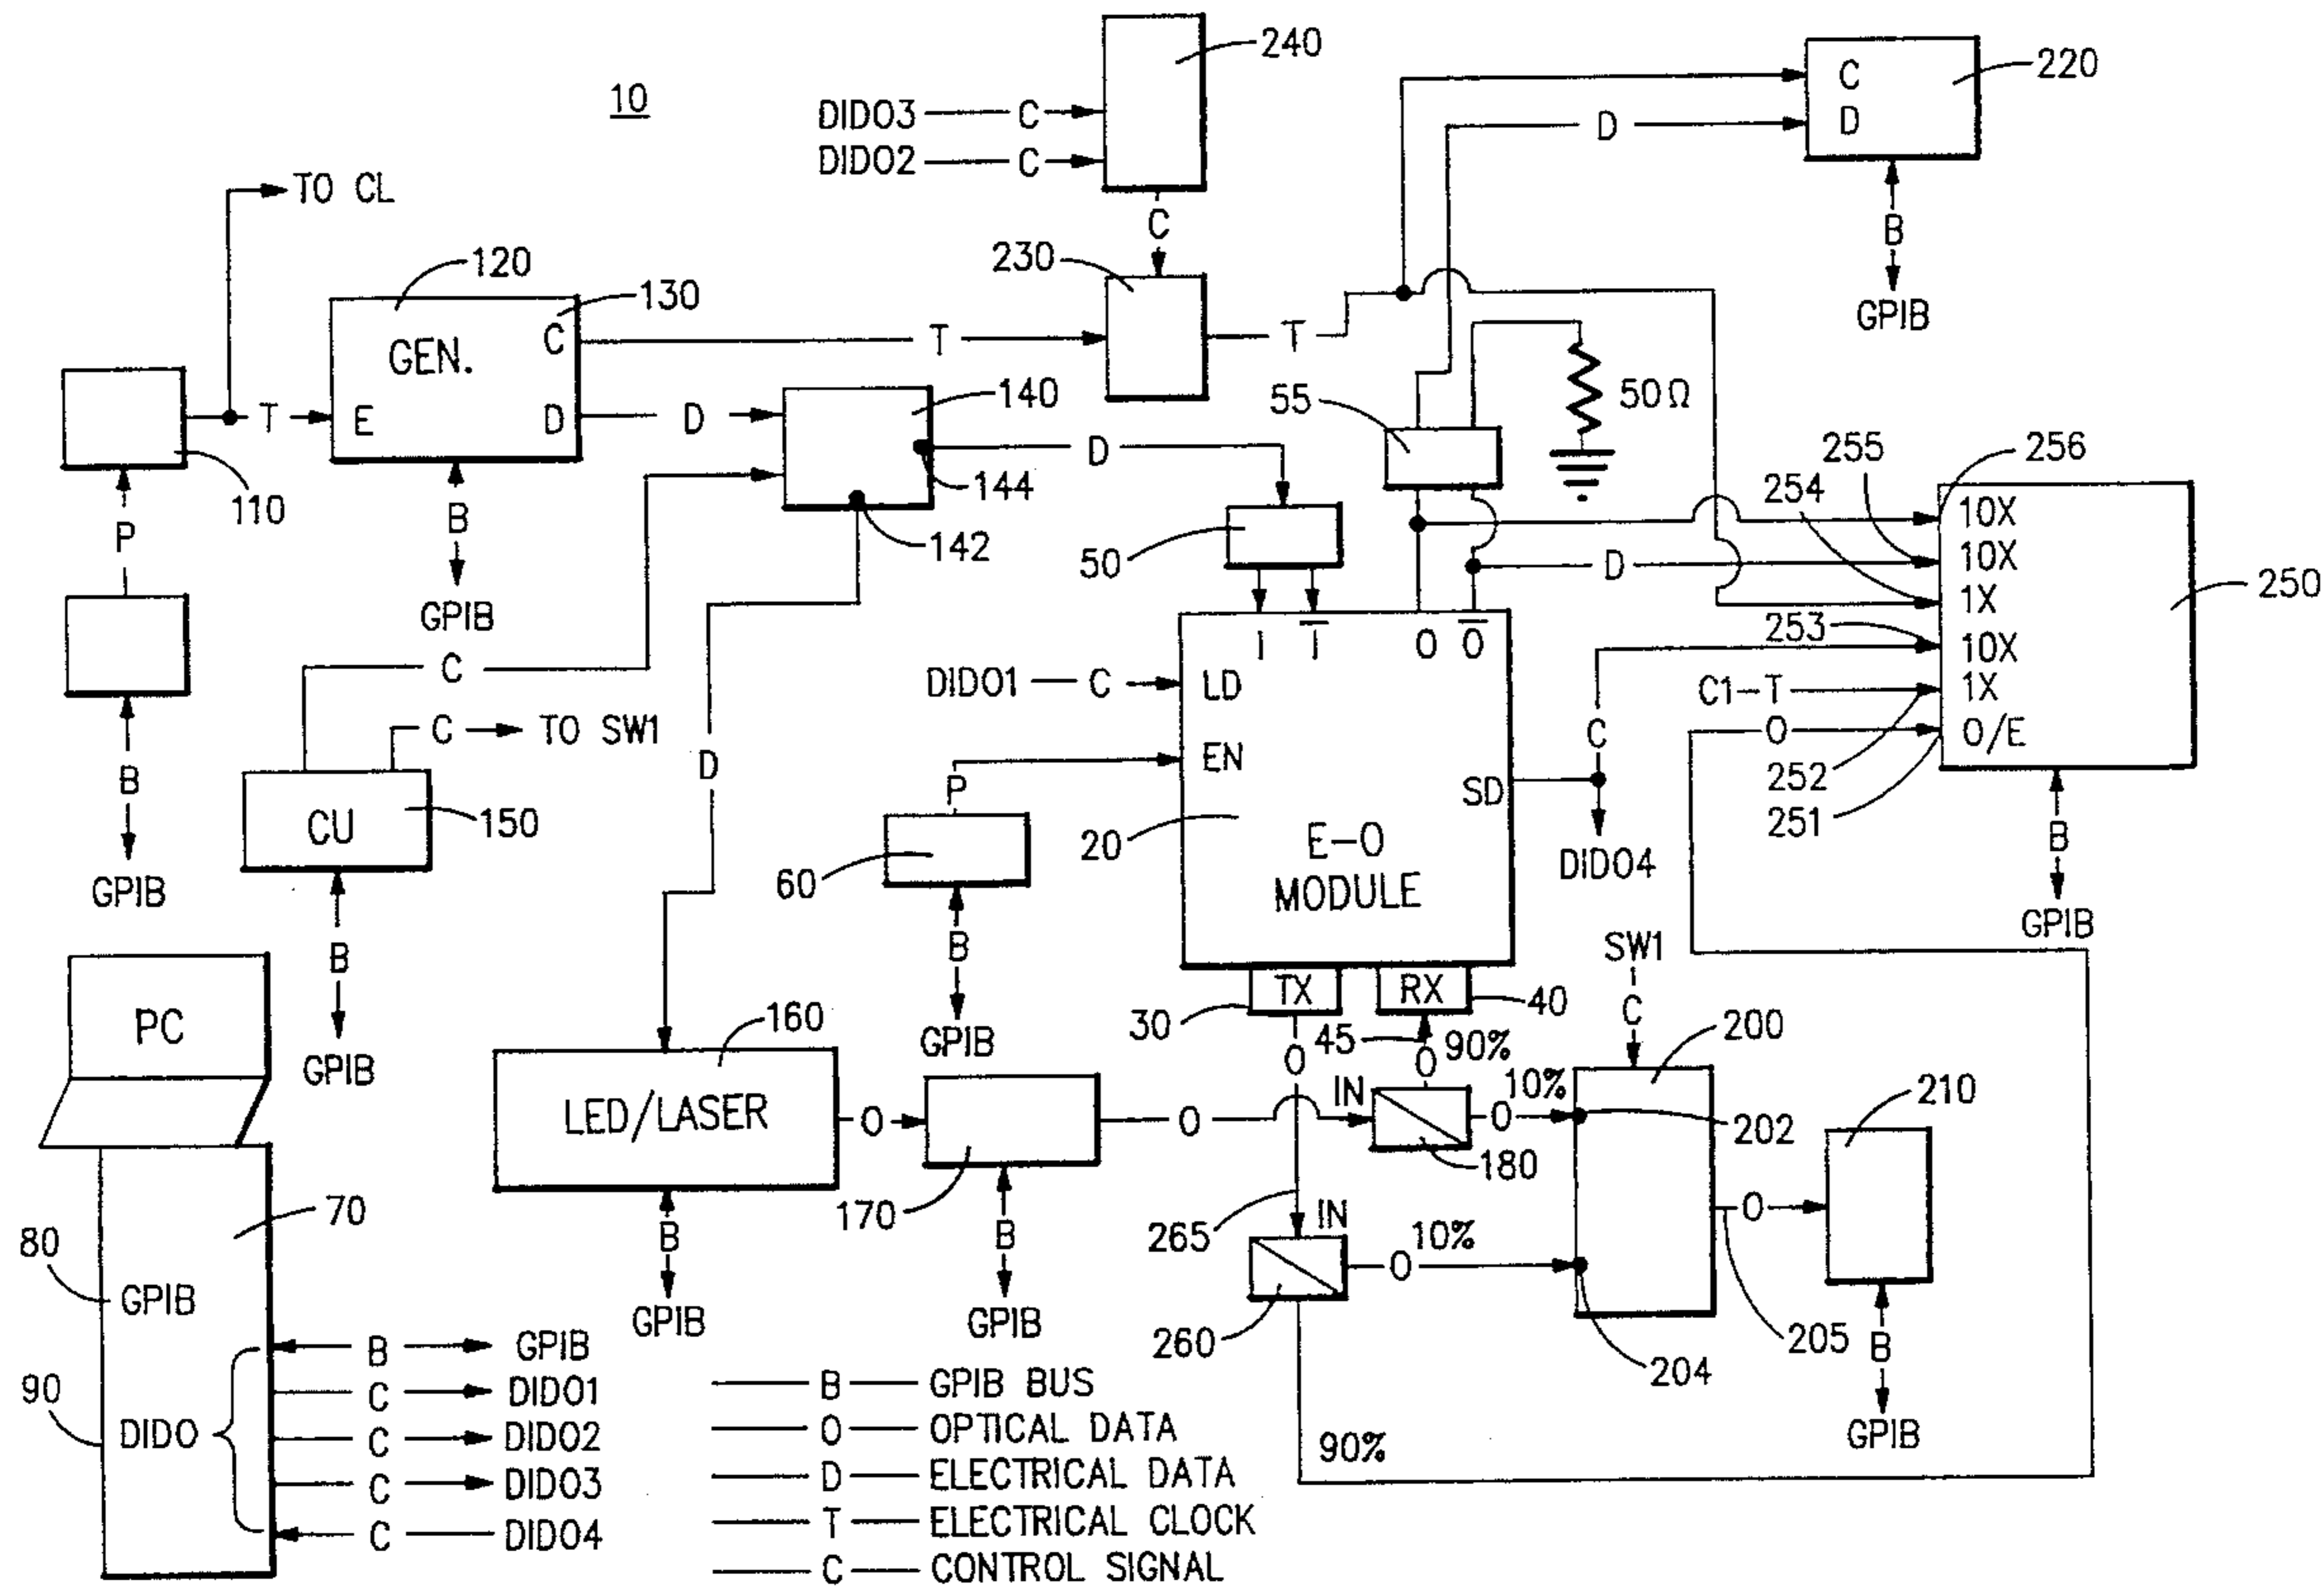 10
240
DIDO3 C
DIDO2 C
C
220
C
D
D
B
GPIB
TO CL
120
130
GEN.
C
E
D
T
T
230
T
D
140
144
142
D
50Ω
55
50
110
P
B
GPIB
B
GPIB
C
C TO SW1
CU
150
B
GPIB
D
256
255
254
253
252
251
250
10X
10X
1X
10X
1X
O/E
D
C1-T
O
B
GPIB
I
I
O
O
DIDO1 C
LD
EN
SD
20
E-O
MODULE
C
DIDO4
P
60
B
GPIB
TX
RX
30
40
45
90%
O
O
SW1
C
200
PC
160
LED/LASER
O
170
O
IN
10%
O
180
202
210
B
GPIB
B
GPIB
265
IN
10%
O
260
204
205
O
B
GPIB
90%
70
80
GPIB
90
DIDO
B GPIB
C DIDO1
C DIDO2
C DIDO3
C DIDO4
B GPIB BUS
O OPTICAL DATA
D ELECTRICAL DATA
T ELECTRICAL CLOCK
C CONTROL SIGNAL